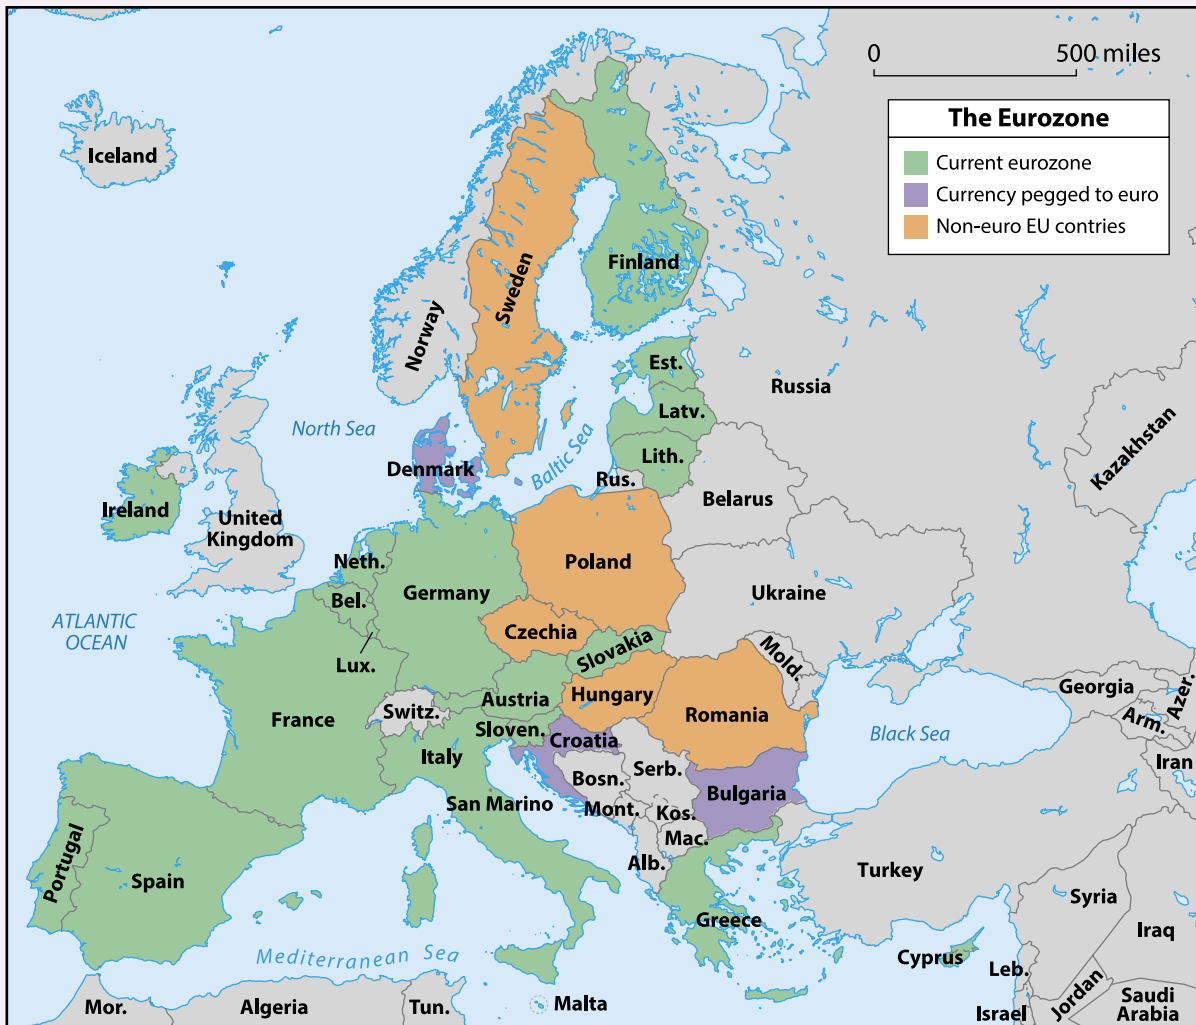 0 500 miles
The Eurozone
Current eurozone
Currency pegged to euro
Non-euro EU contries
Iceland
Sweden
Finland
Norway
Est.
Russia
Latv.
Kazakhstan
North Sea
Baltic Sea
Lith.
Denmark
Rus.
Belarus
Ireland
United
Kingdom
Neth.
Poland
Germany
Ukraine
Bel.
ATLANTIC
OCEAN
Czechia
Slovakia
Lux.
Mold.
Georgia
Azer.
Austria
Hungary
France
Switz.
Romania
Arm.
Sloven.
Black Sea
Croatia
Italy
Iran
Serb.
Bosn.
Bulgaria
San Marino
Mont.
Kos.
Mac.
Portugal
Alb.
Turkey
Spain
Syria
Greece
Iraq
Mediterranean Sea
Cyprus
Leb.
Jordan
Saudi
Arabia
Mor.
Algeria
Tun.
Malta
Israel